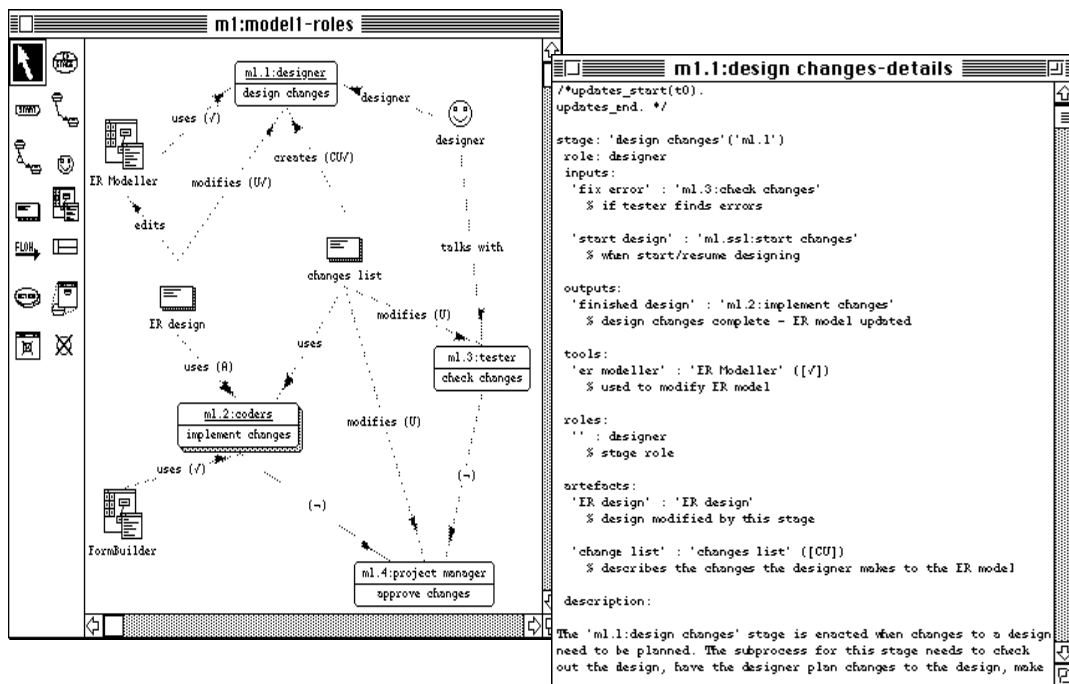 m1:model1-roles
START
FLOW
ACTION
m1.1:designer
design changes
designer
designer
uses (√)
creates (CU√)
ER Modeller
modifies (U√)
edits
talks with
changes list
ER design
modifies (U)
uses
m1.3:tester
check changes
uses (A)
m1.2:coders
implement changes
modifies (U)
uses (√)
(¬)
(¬)
FormBuilder
m1.4:project manager
approve changes
m1.1:design changes-details
/*updates_start(t0).
updates_end. */
stage: 'design changes'('m1.1')
role: designer
inputs:
'fix error' : 'm1.3:check changes'
% if tester finds errors
'start design' : 'm1.ss1:start changes'
% when start/resume designing
outputs:
'finished design' : 'm1.2:implement changes'
% design changes complete - ER model updated
tools:
'er modeller' : 'ER Modeller' ([√])
% used to modify ER model
roles:
'' : designer
% stage role
artefacts:
'ER design' : 'ER design'
% design modified by this stage
'change list' : 'changes list' ([CU])
% describes the changes the designer makes to the ER model
description:
The 'm1.1:design changes' stage is enacted when changes to a design
need to be planned. The subprocess for this stage needs to check
out the design, have the designer plan changes to the design, make